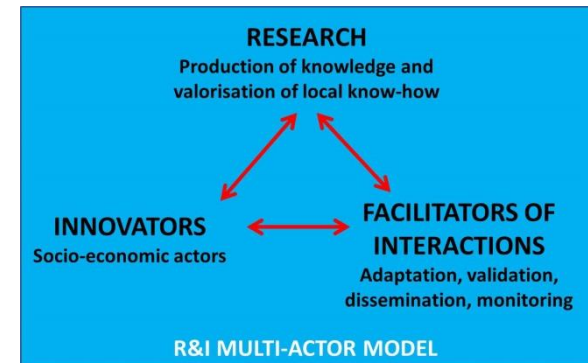 RESEARCH
Production of knowledge and
valorisation of local know-how
INNOVATORS
Socio-economic actors
FACILITATORS OF
INTERACTIONS
Adaptation, validation,
dissemination, monitoring
R&I MULTI-ACTOR MODEL